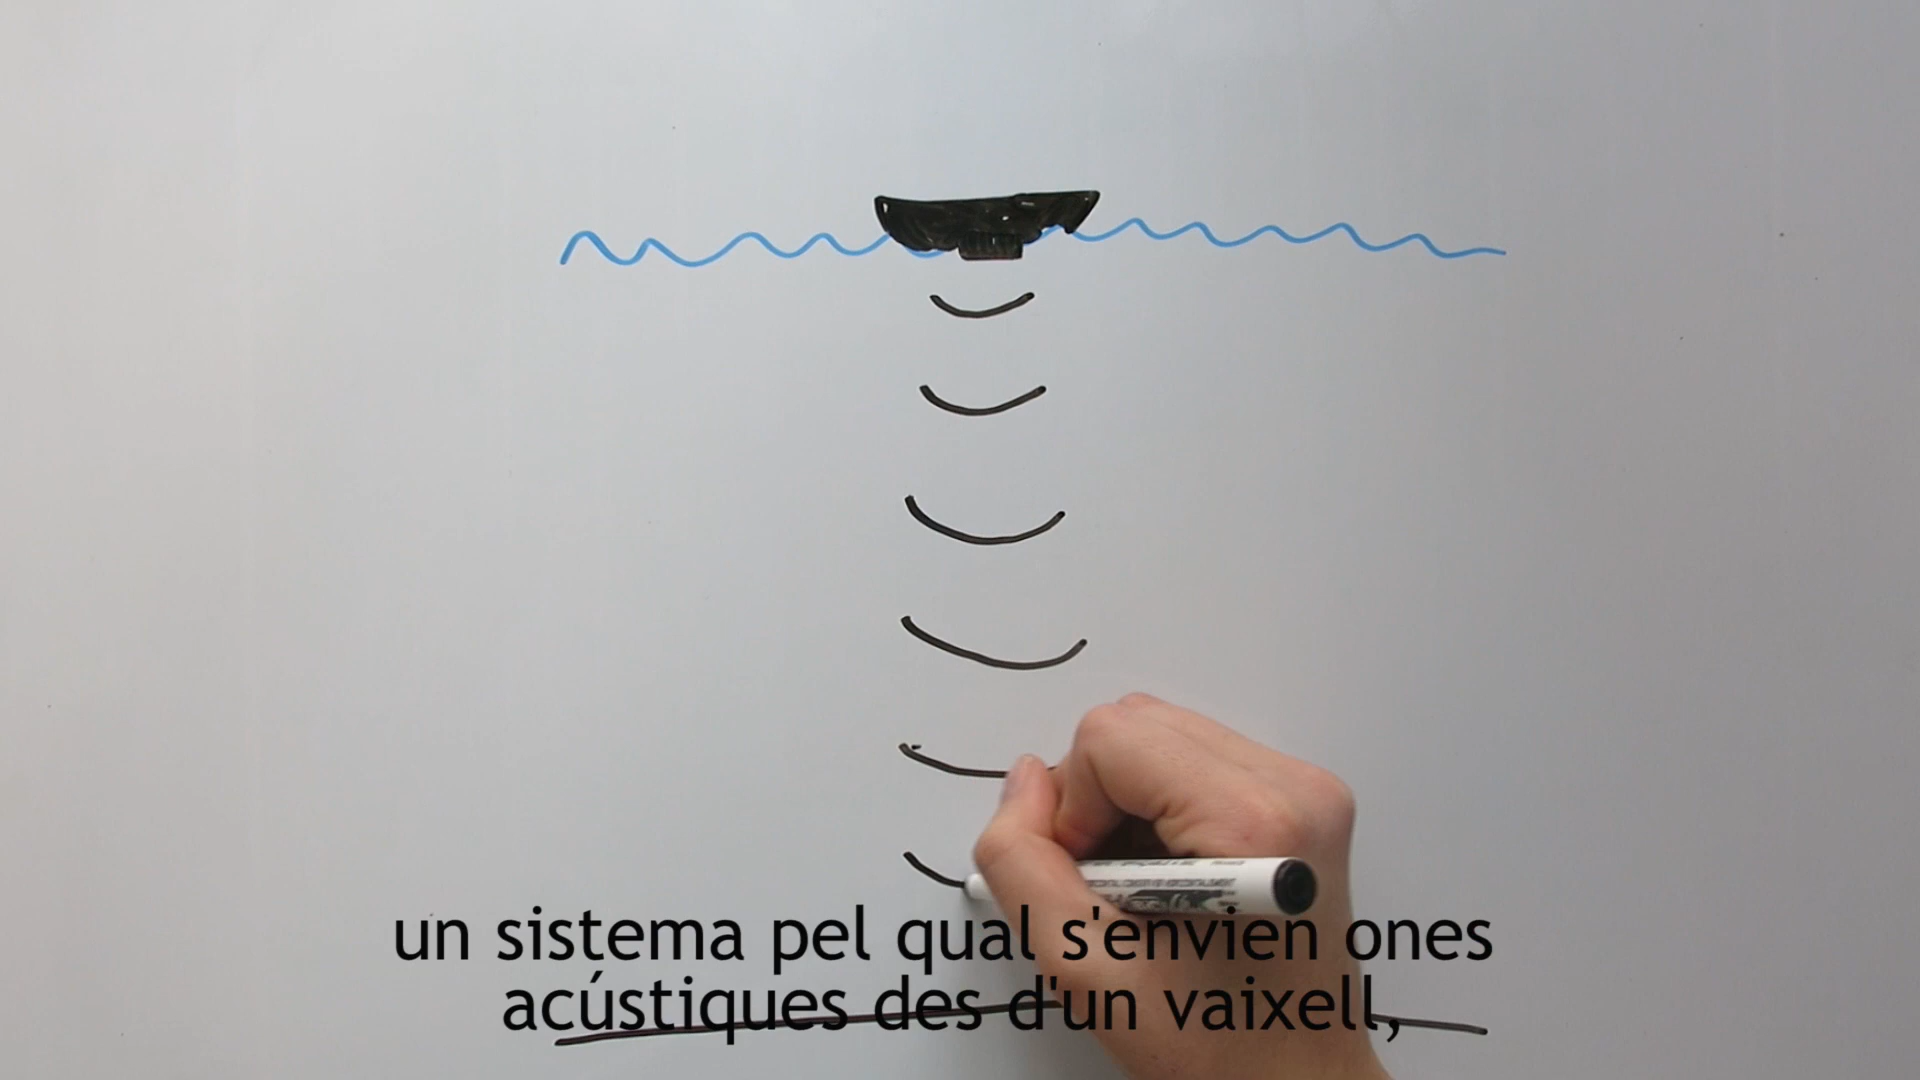 un sistema pel qual s'envien ones
acústiques des d'un vaixell,